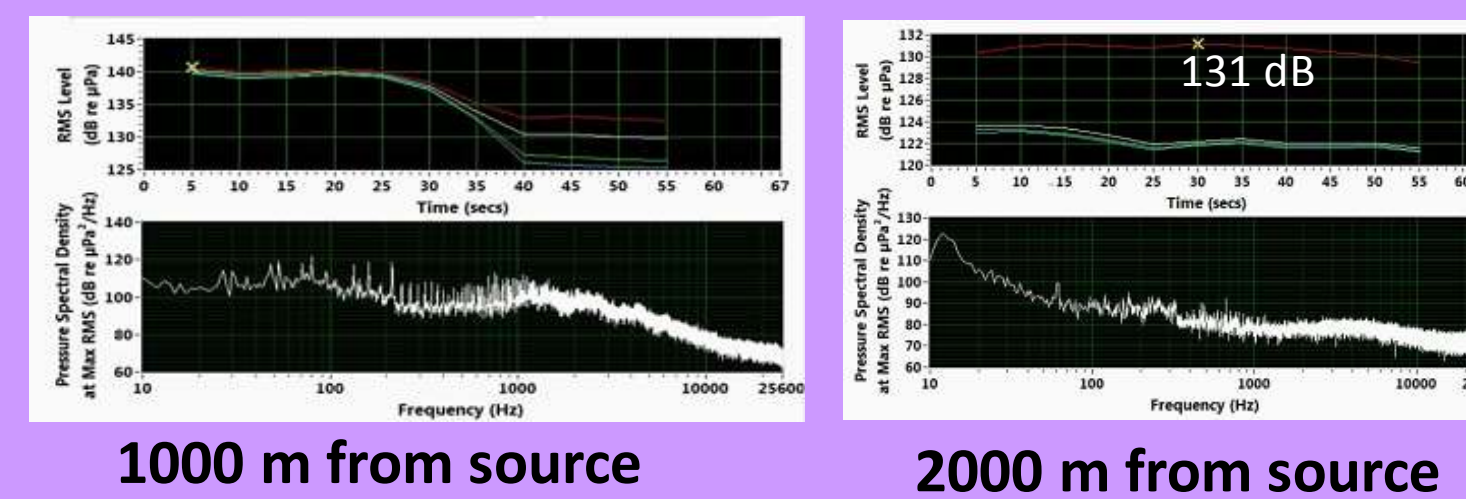 145
140
135
130
125
RMS Level
(dB re µPa)
0 5 10 15 20 25 30 35 40 45 50 55 60 67
Time (secs)
140
120
100
80
60
Pressure Spectral Density
at Max RMS (dB re µPa²/Hz)
10 100 1000 10000 25600
Frequency (Hz)
1000 m from source
132
130
128
126
124
122
120
RMS Level
(dB re µPa)
131 dB
0 5 10 15 20 25 30 35 40 45 50 55
Time (secs)
130
120
110
100
90
80
70
60
Pressure Spectral Density
at Max RMS (dB re µPa²/Hz)
10 100 1000 10000
Frequency (Hz)
2000 m from source